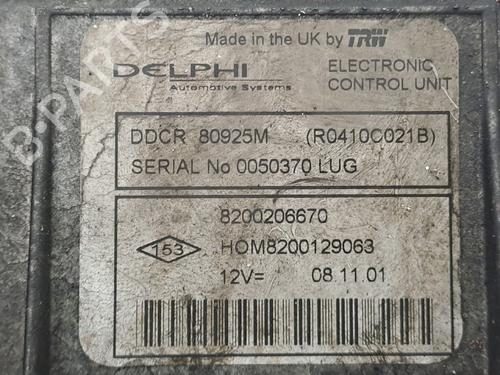 Made in the UK by TRW
DELPHI
Automotive Systems
ELECTRONIC
CONTROL UNIT
DDCR 80925M (R0410C021B)
SERIAL No 0050370 LUG
8200206670
153
HOM8200129063
12V= 08.11.01
B-PARTS